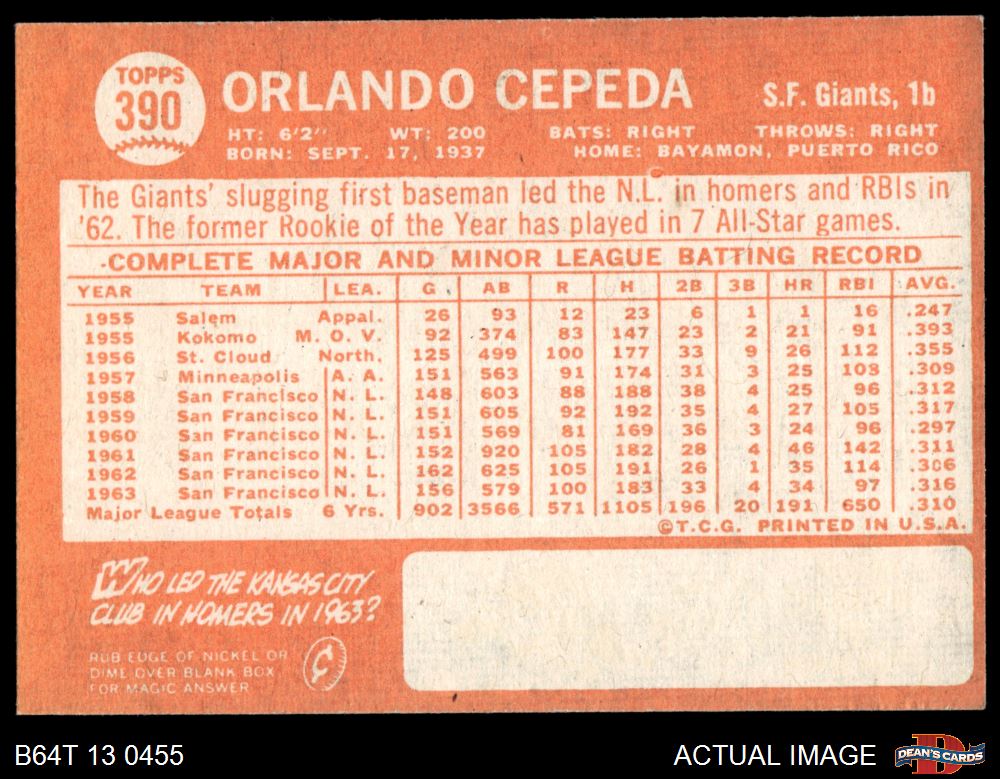 TOPPS
390
ORLANDO CEPEDA
S.F. Giants, 1b
HT: 6'2" WT: 200 BATS: RIGHT THROWS: RIGHT
BORN: SEPT. 17, 1937 HOME: BAYAMON, PUERTO RICO
The Giants' slugging first baseman led the N.L. in homers and RBIs in
'62. The former Rookie of the Year has played in 7 All-Star games.
COMPLETE MAJOR AND MINOR LEAGUE BATTING RECORD
YEAR TEAM LEA. G AB R H 2B 3B HR RBI AVG.
1955 Salem Appal. 26 93 12 23 6 1 1 16 .247
1955 Kokomo M. O. V. 92 374 83 147 23 2 21 91 .393
1956 St. Cloud North. 125 499 100 177 33 9 26 112 .355
1957 Minneapolis A. A. 151 563 91 174 31 3 25 108 .309
1958 San Francisco N. L. 148 603 88 188 38 4 25 96 .312
1959 San Francisco N. L. 151 605 92 192 35 4 27 105 .317
1960 San Francisco N. L. 151 569 81 169 36 3 24 96 .297
1961 San Francisco N. L. 152 920 105 182 28 4 46 142 .311
1962 San Francisco N. L. 162 625 105 191 26 1 35 114 .306
1963 San Francisco N. L. 156 579 100 183 33 4 34 97 .316
Major League Totals 6 Yrs. 902 3566 571 1105 196 20 191 650 .310
©T.C.G. PRINTED IN U.S.A.
WHO LED THE KANSAS CITY
CLUB IN HOMERS IN 1963?
RUB EDGE OF NICKEL OR
DIME OVER BLANK BOX
FOR MAGIC ANSWER
¢
B64T 13 0455
ACTUAL IMAGE
DEAN'S CARDS